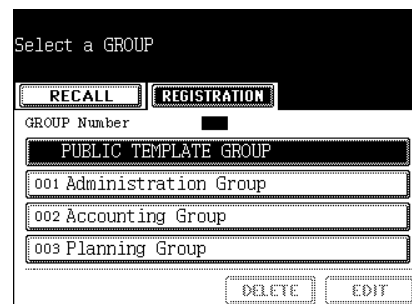 Select a GROUP
RECALL REGISTRATION
GROUP Number
PUBLIC TEMPLATE GROUP
001 Administration Group
002 Accounting Group
003 Planning Group
DELETE EDIT